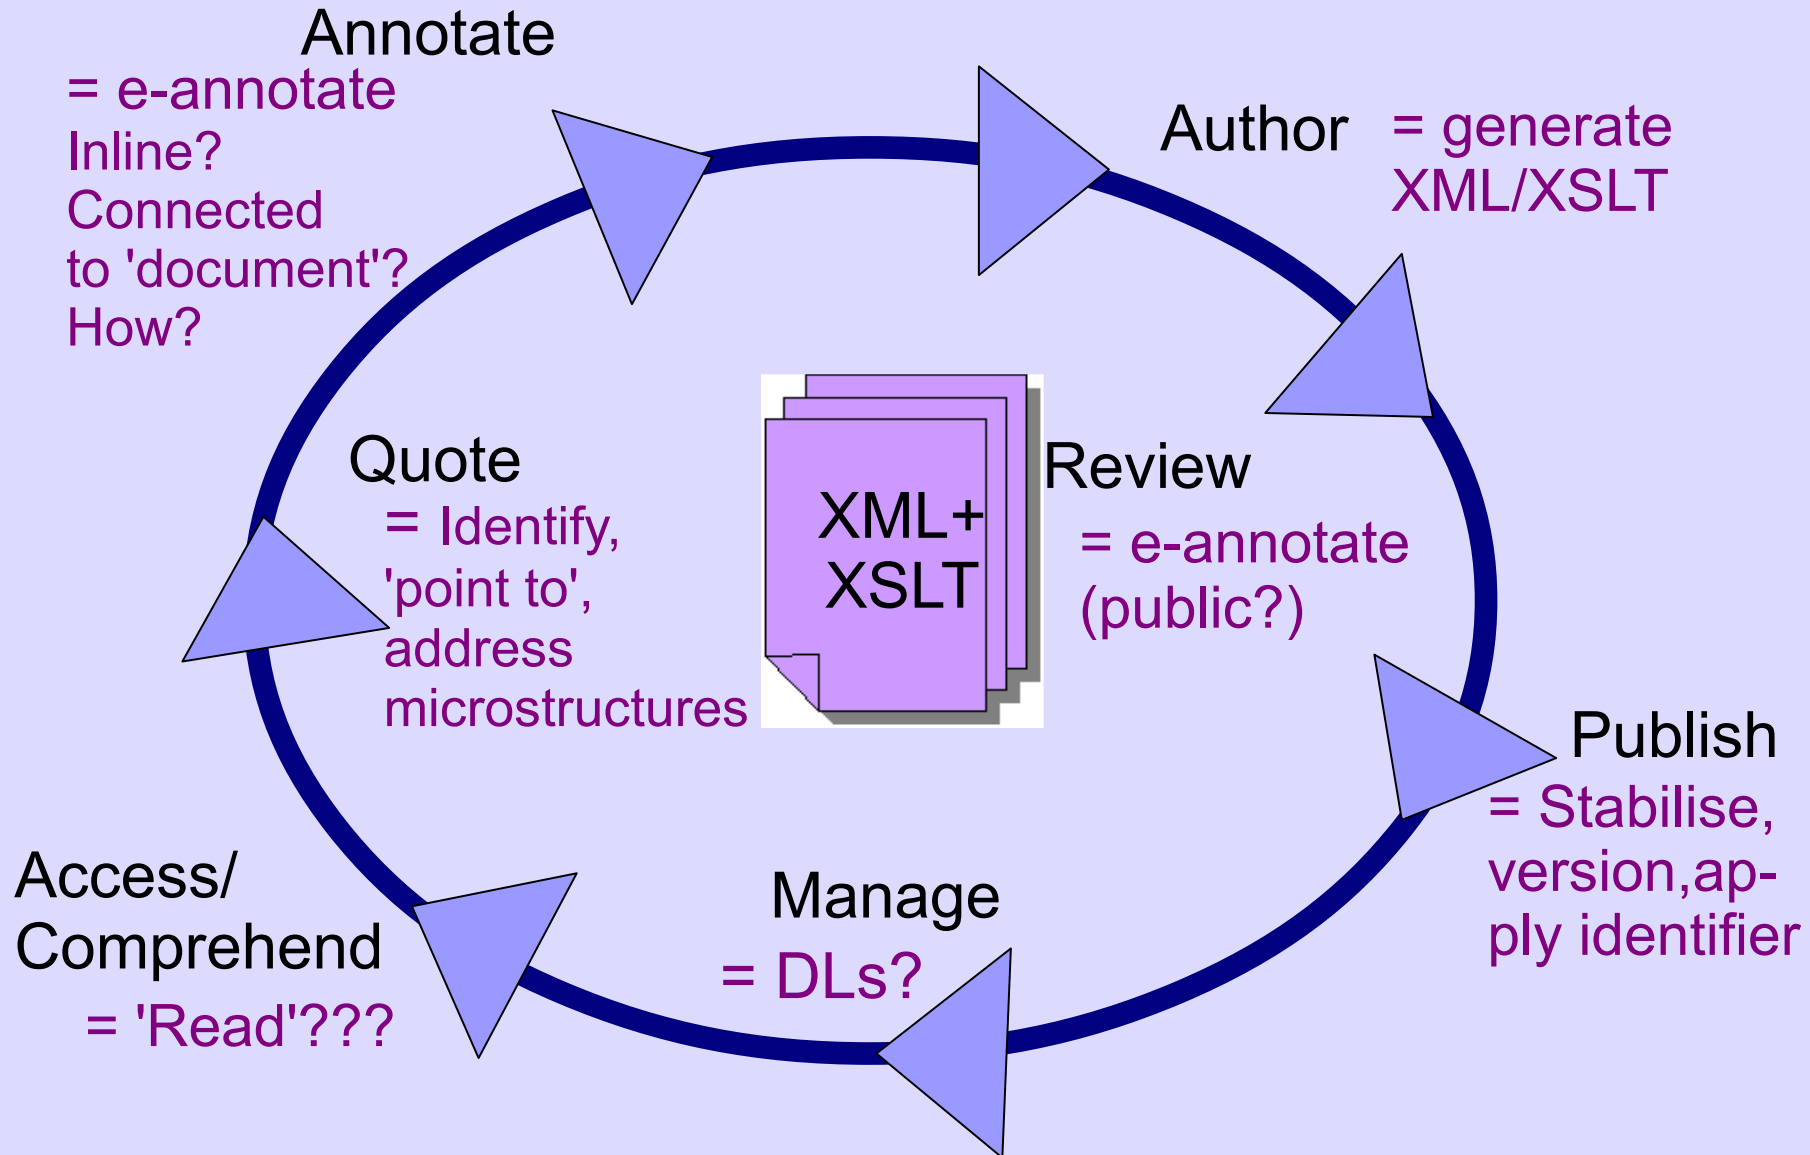 Annotate
= e-annotate
Inline?
Connected
to 'document'?
How?
Author
= generate
XML/XSLT
Quote
= Identify,
'point to',
address
microstructures
XML+
XSLT
Review
= e-annotate
(public?)
Publish
= Stabilise,
version,ap-
ply identifier
Access/
Comprehend
= 'Read'???
Manage
= DLs?